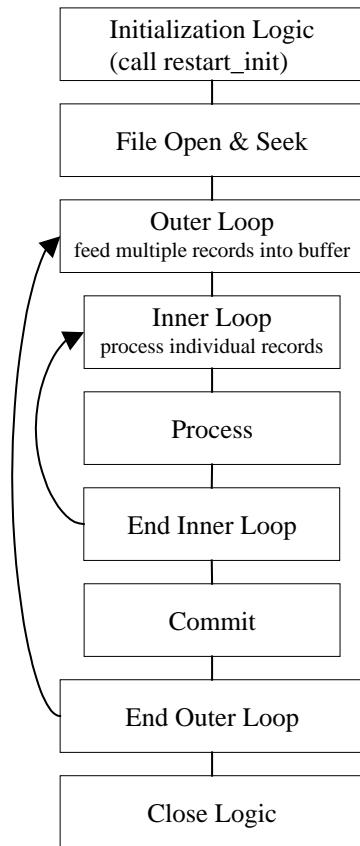 Initialization Logic
(call restart_init)
File Open & Seek
Outer Loop
feed multiple records into buffer
Inner Loop
process individual records
Process
End Inner Loop
Commit
End Outer Loop
Close Logic